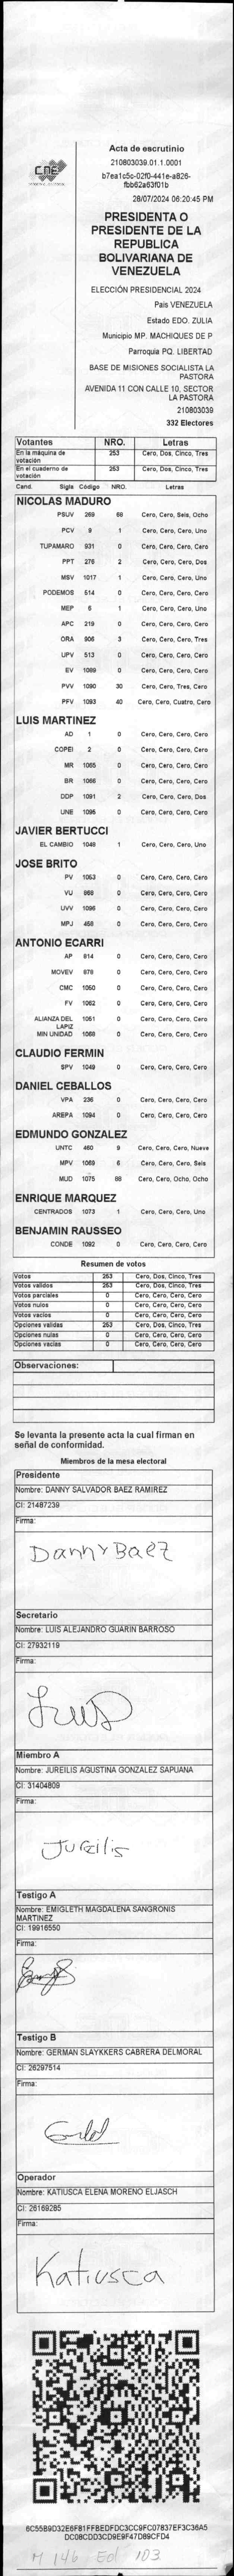 CNE
Acta de escrutinio
210803039.01.1.0001
b7ea1c5c-02f0-441e-a826-
fbb62a63f01b
28/07/2024 06:20:45 PM
PRESIDENTA O
PRESIDENTE DE LA
REPUBLICA
BOLIVARIANA DE
VENEZUELA
ELECCIÓN PRESIDENCIAL 2024
Pais VENEZUELA
Estado EDO. ZULIA
Municipio MP. MACHIQUES DE P
Parroquia PQ. LIBERTAD
BASE DE MISIONES SOCIALISTA LA
PASTORA
AVENIDA 11 CON CALLE 10, SECTOR
LA PASTORA
210803039
332 Electores
Votantes NRO. Letras
En la máquina de votación 253 Cero, Dos, Cinco, Tres
En el cuaderno de votación 253 Cero, Dos, Cinco, Tres
Cand. Sigla Código NRO. Letras
NICOLAS MADURO
PSUV 269 68 Cero, Cero, Seis, Ocho
PCV 9 1 Cero, Cero, Cero, Uno
TUPAMARO 931 0 Cero, Cero, Cero, Cero
PPT 276 2 Cero, Cero, Cero, Dos
MSV 1017 1 Cero, Cero, Cero, Uno
PODEMOS 514 0 Cero, Cero, Cero, Cero
MEP 6 1 Cero, Cero, Cero, Uno
APC 219 0 Cero, Cero, Cero, Cero
ORA 906 3 Cero, Cero, Cero, Tres
UPV 513 0 Cero, Cero, Cero, Cero
EV 1089 0 Cero, Cero, Cero, Cero
PVV 1090 30 Cero, Cero, Tres, Cero
PFV 1093 40 Cero, Cero, Cuatro, Cero
LUIS MARTINEZ
AD 1 0 Cero, Cero, Cero, Cero
COPEI 2 0 Cero, Cero, Cero, Cero
MR 1065 0 Cero, Cero, Cero, Cero
BR 1066 0 Cero, Cero, Cero, Cero
DDP 1091 2 Cero, Cero, Cero, Dos
UNE 1095 0 Cero, Cero, Cero, Cero
JAVIER BERTUCCI
EL CAMBIO 1048 1 Cero, Cero, Cero, Uno
JOSE BRITO
PV 1053 0 Cero, Cero, Cero, Cero
VU 868 0 Cero, Cero, Cero, Cero
UVV 1096 0 Cero, Cero, Cero, Cero
MPJ 458 0 Cero, Cero, Cero, Cero
ANTONIO ECARRI
AP 814 0 Cero, Cero, Cero, Cero
MOVEV 878 0 Cero, Cero, Cero, Cero
CMC 1050 0 Cero, Cero, Cero, Cero
FV 1062 0 Cero, Cero, Cero, Cero
ALIANZA DEL LAPIZ 1051 0 Cero, Cero, Cero, Cero
MIN UNIDAD 1088 0 Cero, Cero, Cero, Cero
CLAUDIO FERMIN
SPV 1049 0 Cero, Cero, Cero, Cero
DANIEL CEBALLOS
VPA 236 0 Cero, Cero, Cero, Cero
AREPA 1094 0 Cero, Cero, Cero, Cero
EDMUNDO GONZALEZ
UNTC 460 9 Cero, Cero, Cero, Nueve
MPV 1069 6 Cero, Cero, Cero, Seis
MUD 1075 88 Cero, Cero, Ocho, Ocho
ENRIQUE MARQUEZ
CENTRADOS 1073 1 Cero, Cero, Cero, Uno
BENJAMIN RAUSSEO
CONDE 1092 0 Cero, Cero, Cero, Cero
Resumen de votos
Votos 253 Cero, Dos, Cinco, Tres
Votos validos 253 Cero, Dos, Cinco, Tres
Votos parciales 0 Cero, Cero, Cero, Cero
Votos nulos 0 Cero, Cero, Cero, Cero
Votos vacios 0 Cero, Cero, Cero, Cero
Opciones validas 253 Cero, Dos, Cinco, Tres
Opciones nulas 0 Cero, Cero, Cero, Cero
Opciones vacias 0 Cero, Cero, Cero, Cero
Observaciones:
Se levanta la presente acta la cual firman en
señal de conformidad.
Miembros de la mesa electoral
Presidente
Nombre: DANNY SALVADOR BAEZ RAMIREZ
CI: 21487239
Firma:
Danny Baez
Secretario
Nombre: LUIS ALEJANDRO GUARIN BARROSO
CI: 27932119
Firma:
Luis
Miembro A
Nombre: JUREILIS AGUSTINA GONZALEZ SAPUANA
CI: 31404809
Firma:
Jureilis
Testigo A
Nombre: EMIGLETH MAGDALENA SANGRONIS
MARTINEZ
CI: 19916550
Firma:
Testigo B
Nombre: GERMAN SLAYKKERS CABRERA DELMORAL
CI: 26297514
Firma:
Operador
Nombre: KATIUSCA ELENA MORENO ELJASCH
CI: 26169285
Firma:
Katiusca
6C55B9D32E6F81FFBEDFDC3CC9FC07837EF3C36A5
DC08CDD3CD9E9F47D89CFD4
M 146 Ed 103